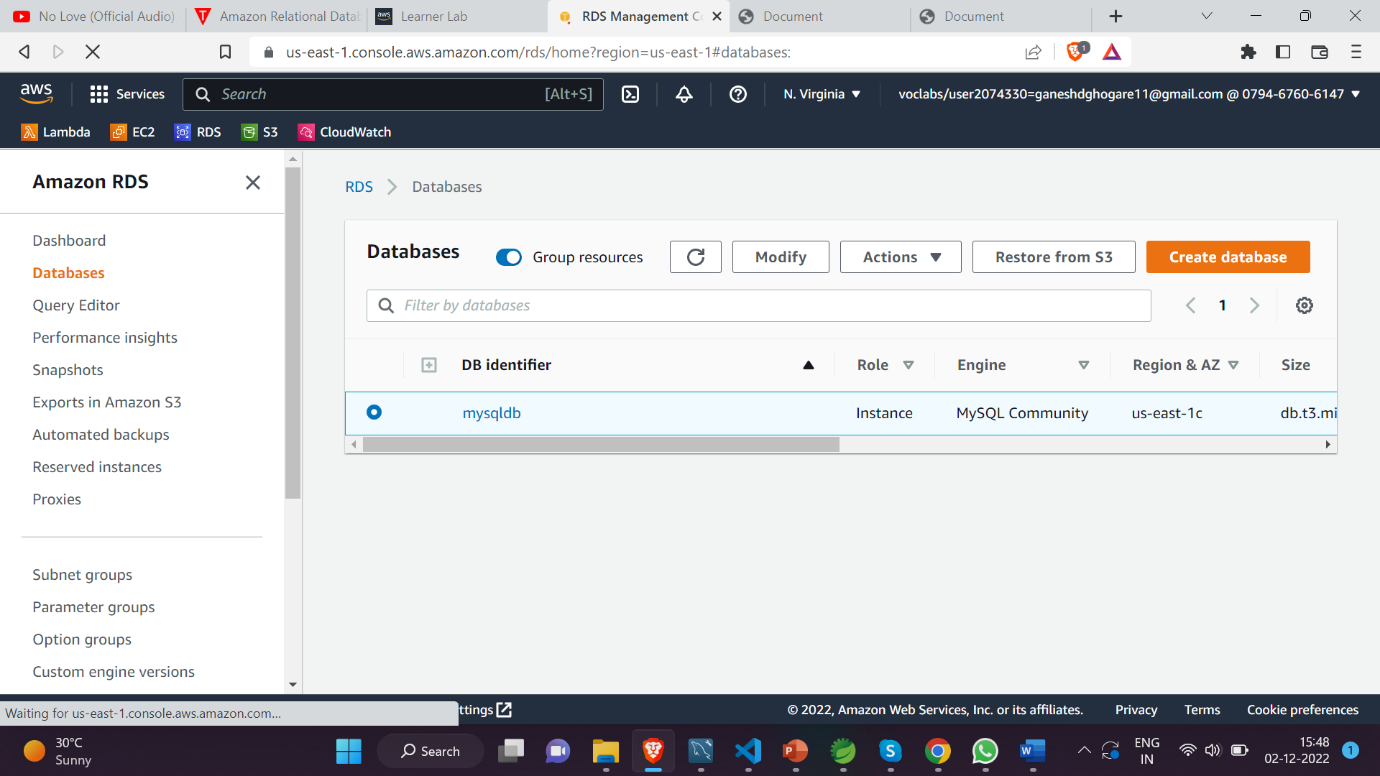 No Love (Official Audio)
Amazon Relational Datab
Learner Lab
RDS Management Co
Document
Document
us-east-1.console.aws.amazon.com/rds/home?region=us-east-1#databases:
1
aws
Services
Search
[Alt+S]
N. Virginia
voclabs/user2074330=ganeshdghogare11@gmail.com @ 0794-6760-6147
Lambda
EC2
RDS
S3
CloudWatch
Amazon RDS
Dashboard
Databases
Query Editor
Performance insights
Snapshots
Exports in Amazon S3
Automated backups
Reserved instances
Proxies
Subnet groups
Parameter groups
Option groups
Custom engine versions
RDS > Databases
Databases
Group resources
Modify
Actions
Restore from S3
Create database
Filter by databases
1
DB identifier
Role
Engine
Region & AZ
Size
mysqldb
Instance
MySQL Community
us-east-1c
db.t3.mi
Waiting for us-east-1.console.aws.amazon.com...
ttings
© 2022, Amazon Web Services, Inc. or its affiliates.
Privacy
Terms
Cookie preferences
30°C
Sunny
Search
ENG
IN
15:48
02-12-2022
1